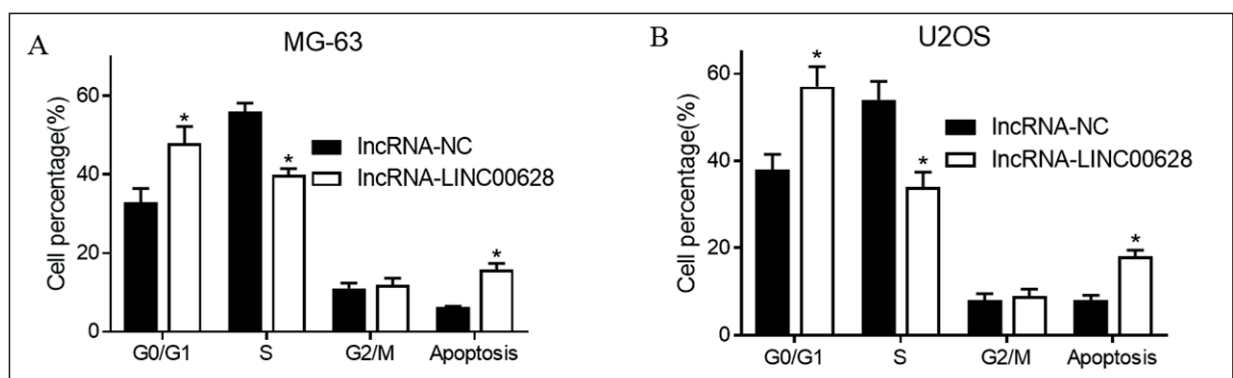 A
MG-63
Cell percentage(%)
60
40
20
0
*
*
*
lncRNA-NC
lncRNA-LINC00628
G0/G1 S G2/M Apoptosis
B
U2OS
Cell percentage(%)
60
40
20
0
*
*
*
lncRNA-NC
lncRNA-LINC00628
G0/G1 S G2/M Apoptosis